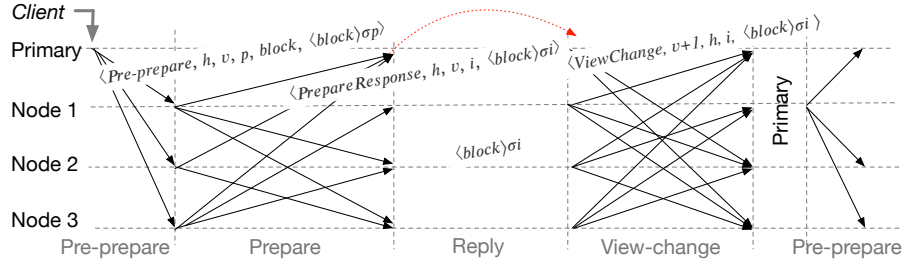 Client
Primary
⟨Pre-prepare, h, v, p, block, ⟨block⟩σp⟩
⟨PrepareResponse, h, v, i, ⟨block⟩σi⟩
⟨ViewChange, v+1, h, i, ⟨block⟩σi ⟩
Node 1
Primary
Node 2
⟨block⟩σi
Node 3
Pre-prepare
Prepare
Reply
View-change
Pre-prepare